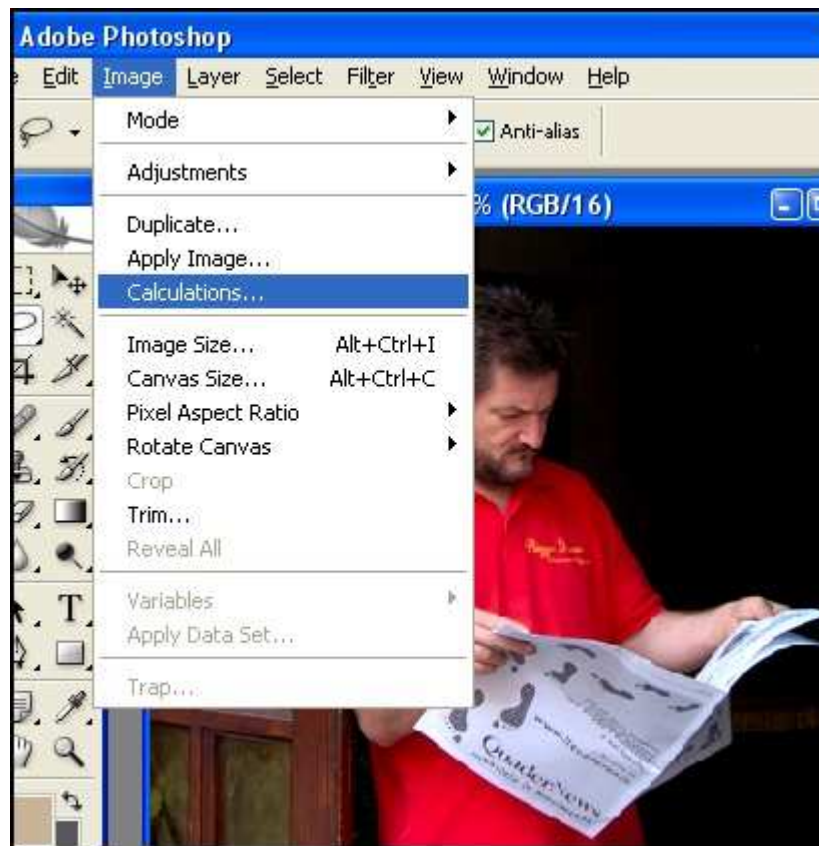 Adobe Photoshop
Edit Image Layer Select Filter View Window Help
Anti-alias
% (RGB/16)
Mode
Adjustments
Duplicate...
Apply Image...
Calculations...
Image Size... Alt+Ctrl+I
Canvas Size... Alt+Ctrl+C
Pixel Aspect Ratio
Rotate Canvas
Crop
Trim...
Reveal All
Variables
Apply Data Set...
Trap...
T
QuaderNews